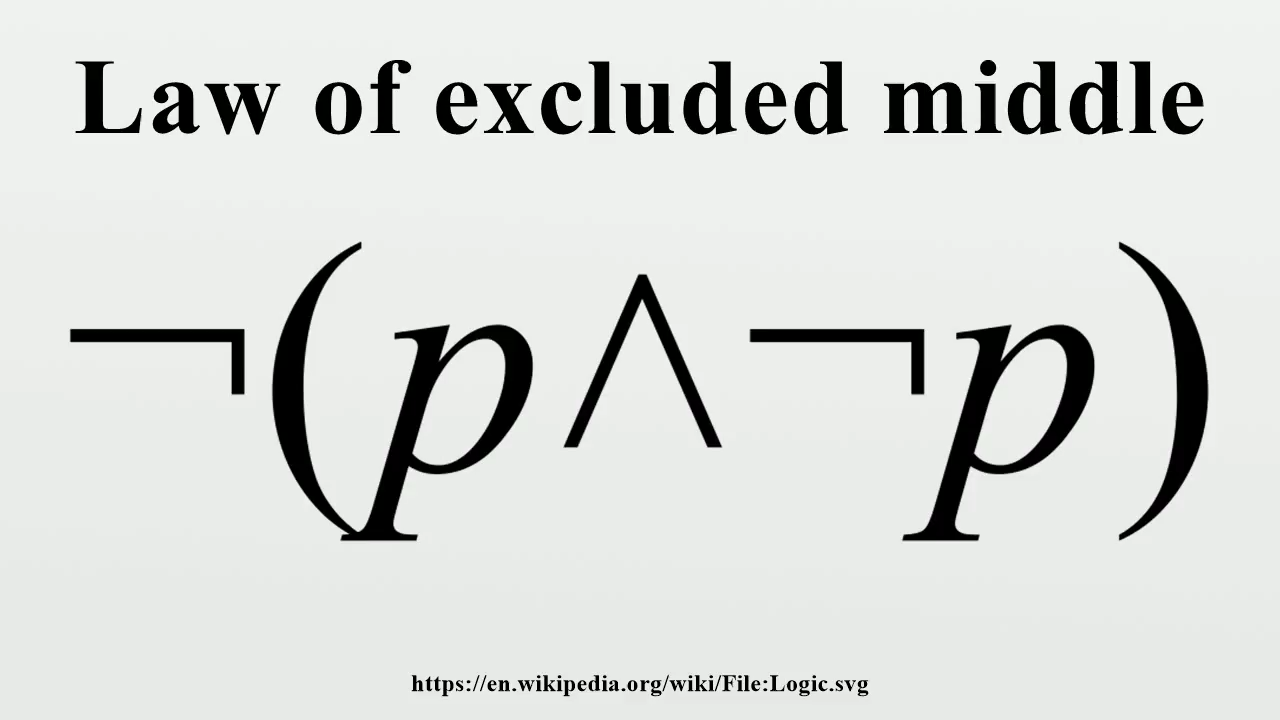 Law of excluded middle
¬(p∧¬p)
https://en.wikipedia.org/wiki/File:Logic.svg